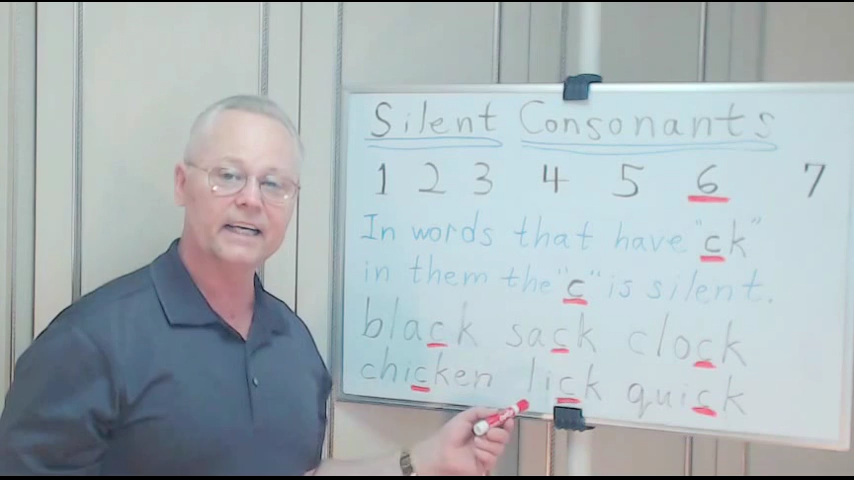 Silent Consonants
1 2 3 4 5 6 7
In words that have "ck"
in them the "c" is silent.
black sack clock
chicken lick quick